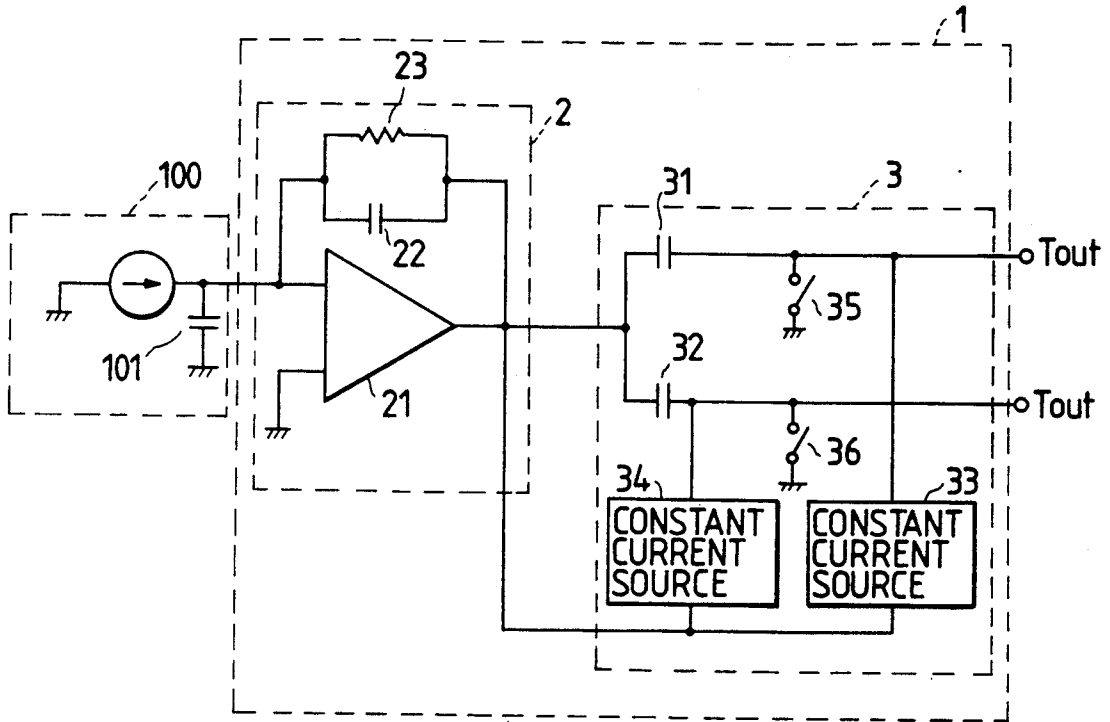 1
23
2
100
31
3
22
Tout
35
101
32
21
Tout
36
34
33
CONSTANT
CURRENT
SOURCE
CONSTANT
CURRENT
SOURCE